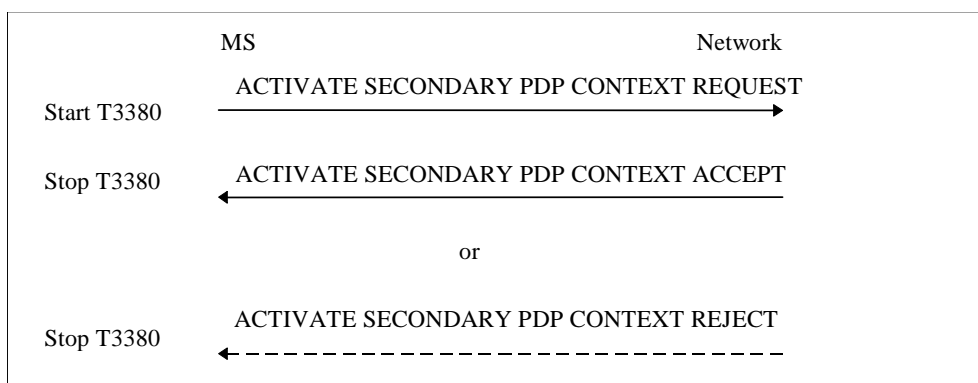 MS Network
ACTIVATE SECONDARY PDP CONTEXT REQUEST
Start T3380
ACTIVATE SECONDARY PDP CONTEXT ACCEPT
Stop T3380
or
ACTIVATE SECONDARY PDP CONTEXT REJECT
Stop T3380